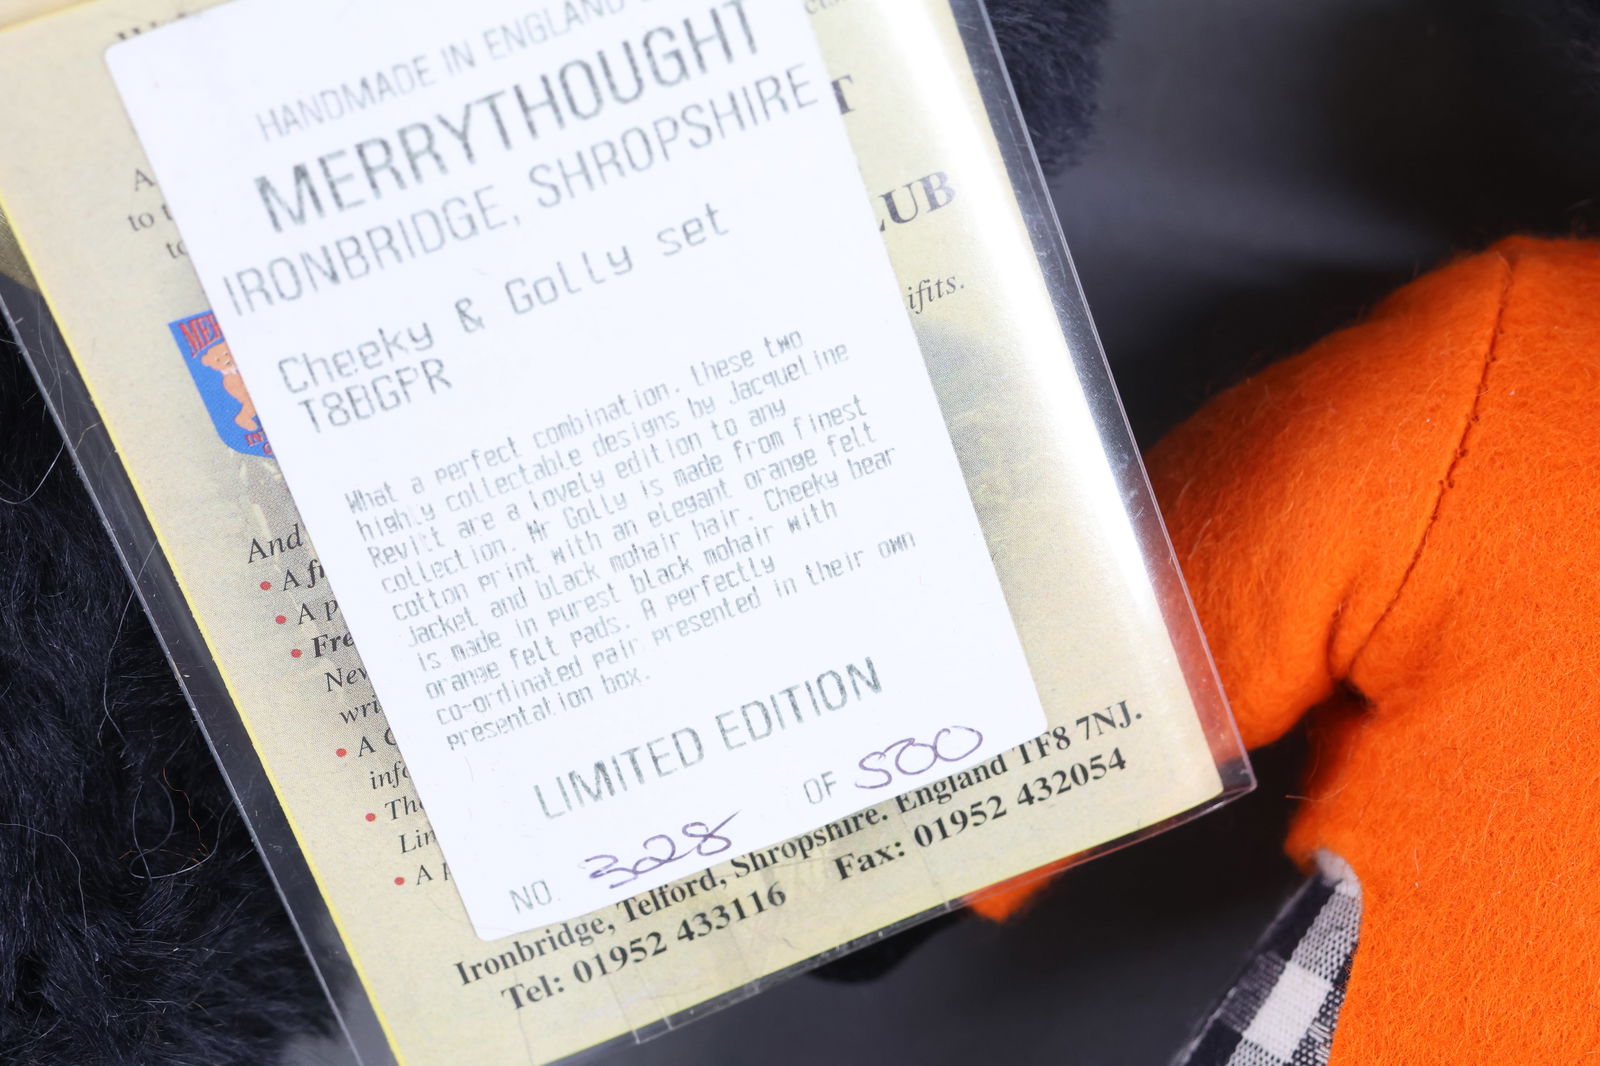 HANDMADE IN ENGLAND
MERRYTHOUGHT
IRONBRIDGE, SHROPSHIRE
Cheeky & Golly set
T8BGPR
What a perfect combination, these two
highly collectable designs by Jacqueline
Revitt are a lovely edition to any
collection. Mr Golly is made from finest
cotton print with an elegant orange felt
jacket and black mohair hair. Cheeky bear
is made in purest black mohair with
orange felt pads. A perfectly
co-ordinated pair presented in their own
presentation box.
LIMITED EDITION
NO. 328 OF 500
LUB
And
• A
• A
•
• A
•
• A
Ironbridge, Telford, Shropshire. England TF8 7NJ.
Tel: 01952 433116 Fax: 01952 432054